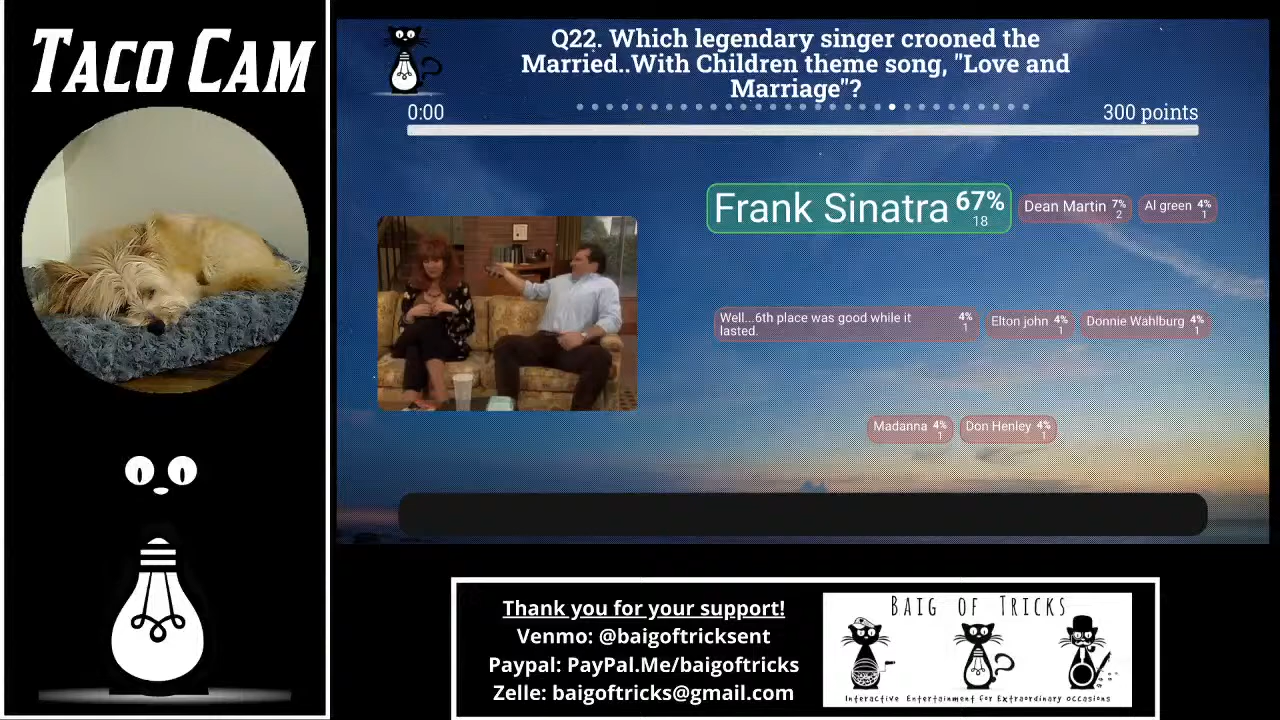 TACO CAM
Q22. Which legendary singer crooned the
Married..With Children theme song, "Love and
Marriage"?
0:00
300 points
Frank Sinatra 67%
18
Dean Martin 7%
2
Al green 4%
1
Well...6th place was good while it
lasted.
4%
1
Elton john 4%
1
Donnie Wahlburg 4%
1
Madanna 4%
1
Don Henley 4%
1
Thank you for your support!
Venmo: @baigoftricksent
Paypal: PayPal.Me/baigoftricks
Zelle: baigoftricks@gmail.com
BAIG OF TRICKS
Interactive Entertainment for Extraordinary occasions